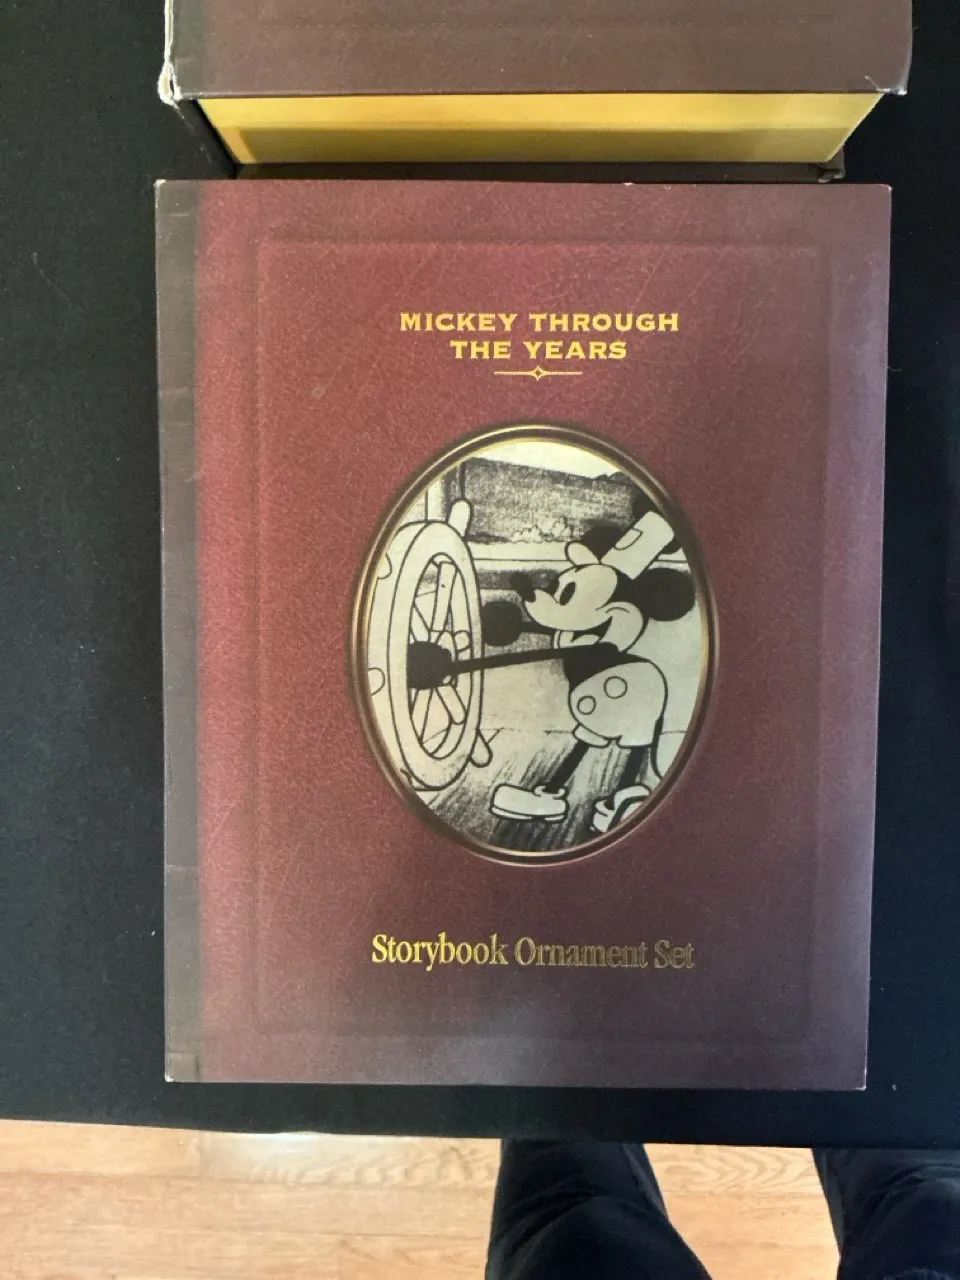 MICKEY THROUGH
THE YEARS
Storybook Ornament Set